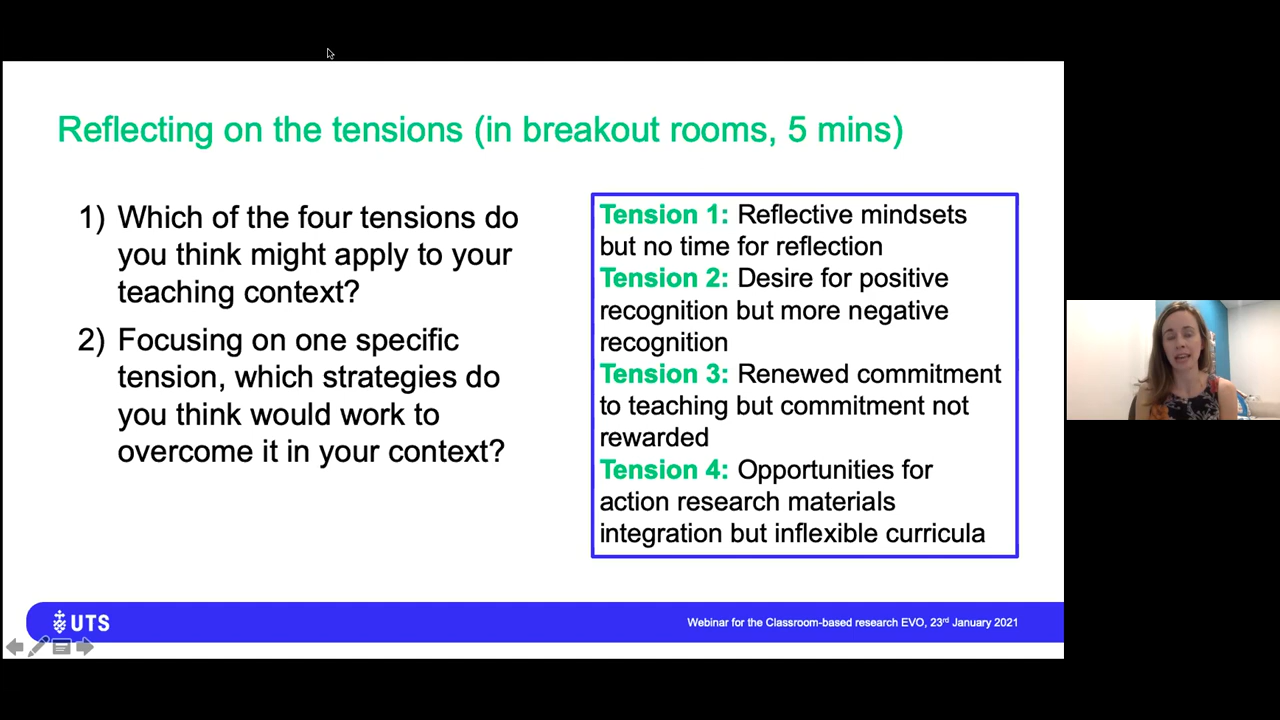 Reflecting on the tensions (in breakout rooms, 5 mins)
1) Which of the four tensions do
you think might apply to your
teaching context?
2) Focusing on one specific
tension, which strategies do
you think would work to
overcome it in your context?
Tension 1: Reflective mindsets
but no time for reflection
Tension 2: Desire for positive
recognition but more negative
recognition
Tension 3: Renewed commitment
to teaching but commitment not
rewarded
Tension 4: Opportunities for
action research materials
integration but inflexible curricula
UTS
Webinar for the Classroom-based research EVO, 23rd January 2021